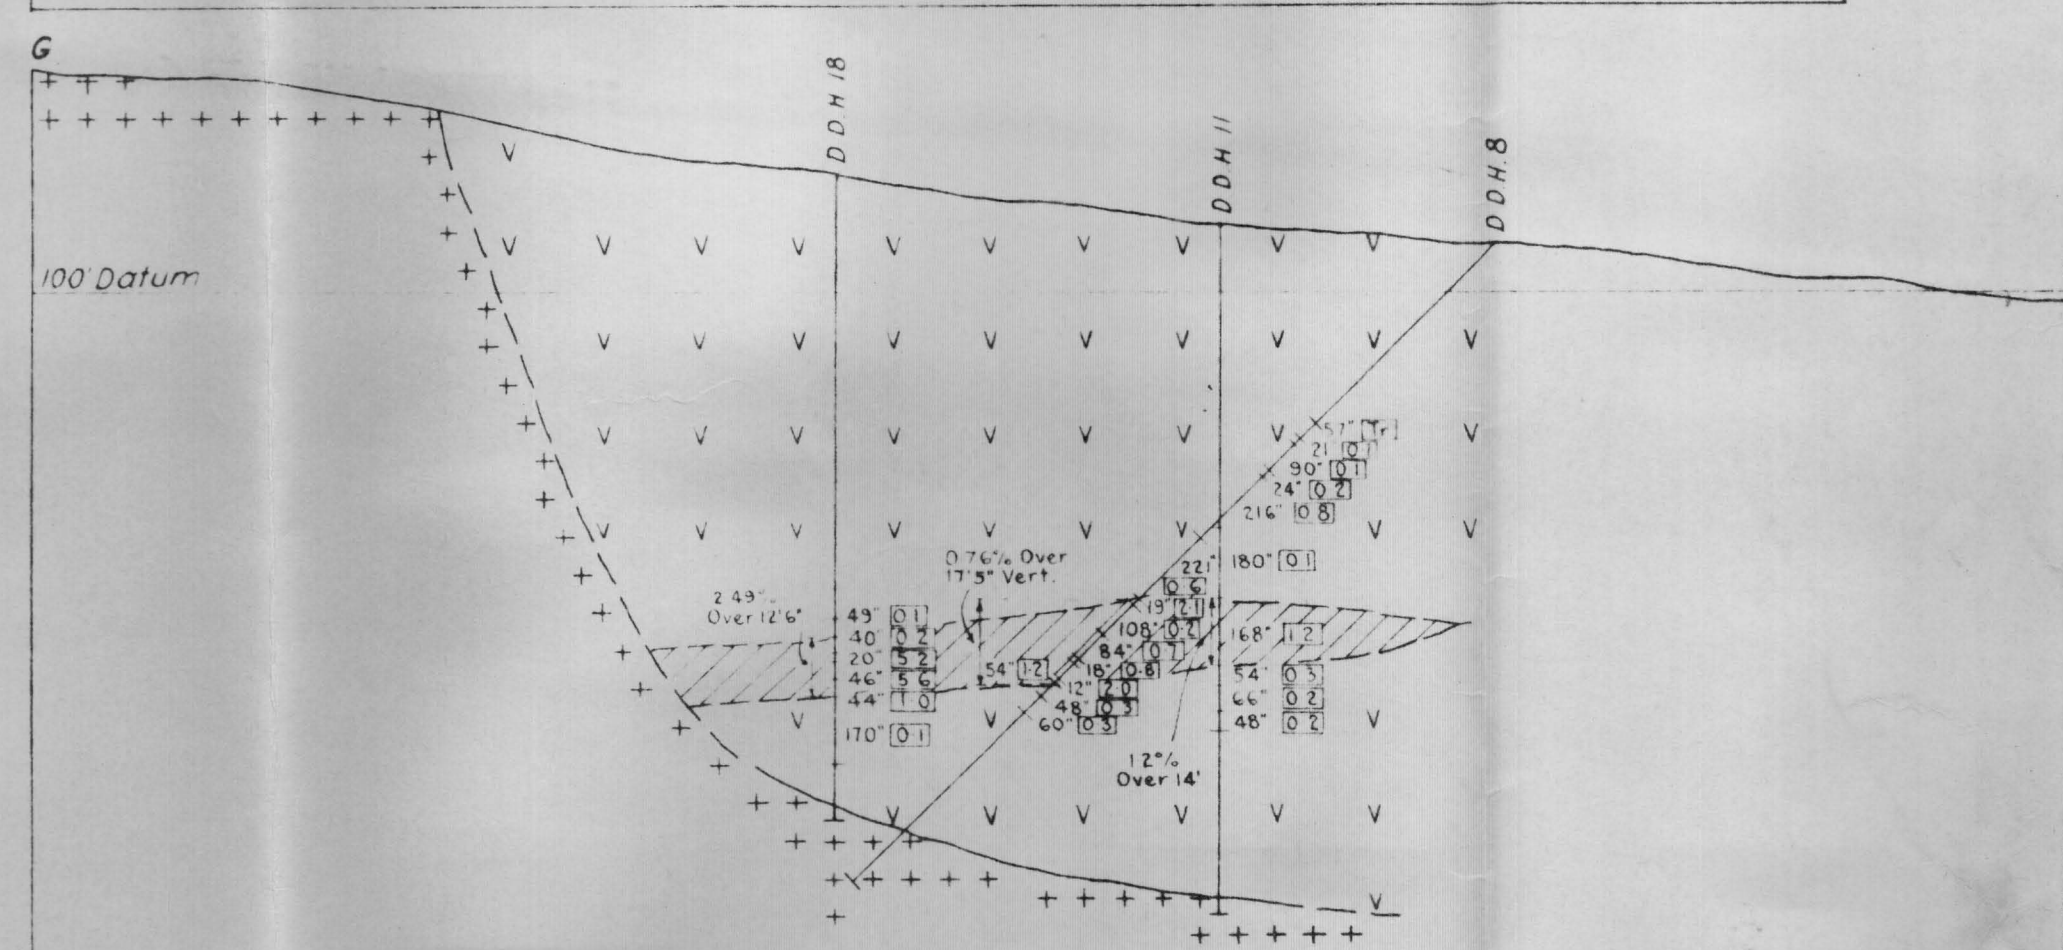 G
D.D.H 18
D D.H 11
D D.H. 8
100' Datum
57" Tr
21 0
90" 0 1
24" 0 2
216" 0 8
0 76% Over
17'5" Vert.
221" 180" 0 1
0 6
2 49%
Over 12'6"
49" 0 1
19" 2·1
40' 0 2
108" 0·2
168" 1 2
20" 5 2
84" 0 7
46" 5 6
54" 1·2
18" 0·8
54" 0 3
44" 1 0
12" 2 0
66" 0 2
48" 0 3
170" 0·1
60" 0 3
48" 0 2
1 2%
Over 14'